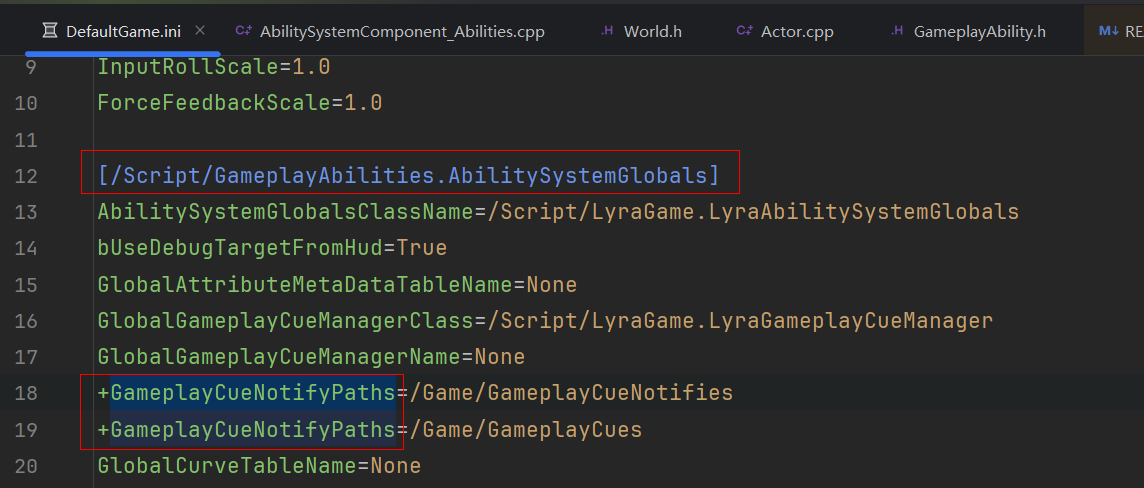 DefaultGame.ini × C++ AbilitySystemComponent_Abilities.cpp .H World.h C++ Actor.cpp .H GameplayAbility.h M↓ RE
9 InputRollScale=1.0
10 ForceFeedbackScale=1.0
11
12 [/Script/GameplayAbilities.AbilitySystemGlobals]
13 AbilitySystemGlobalsClassName=/Script/LyraGame.LyraAbilitySystemGlobals
14 bUseDebugTargetFromHud=True
15 GlobalAttributeMetaDataTableName=None
16 GlobalGameplayCueManagerClass=/Script/LyraGame.LyraGameplayCueManager
17 GlobalGameplayCueManagerName=None
18 +GameplayCueNotifyPaths=/Game/GameplayCueNotifies
19 +GameplayCueNotifyPaths=/Game/GameplayCues
20 GlobalCurveTableName=None